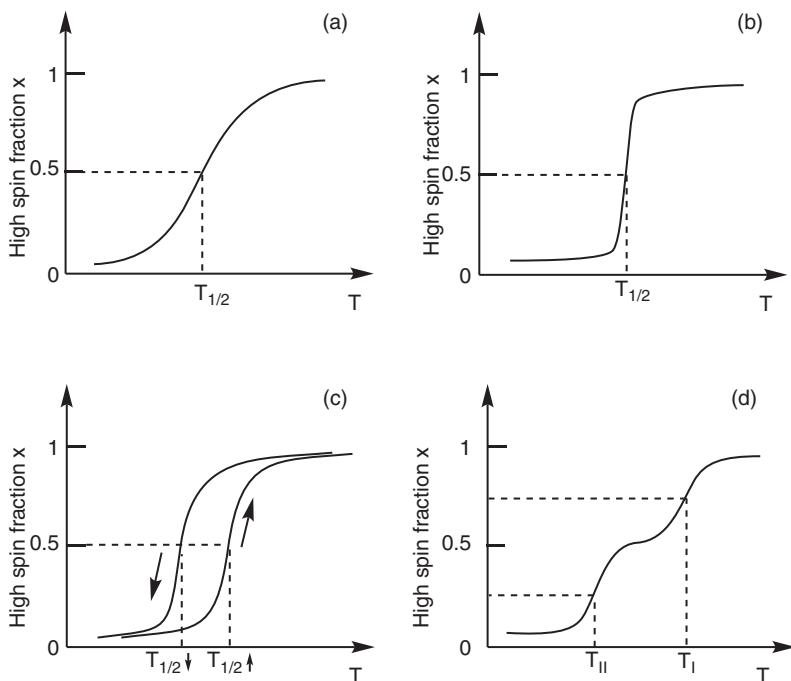 (a)
High spin fraction x
1
0.5
0
T1/2
T
(b)
High spin fraction x
1
0.5
0
T1/2
T
(c)
High spin fraction x
1
0.5
0
T1/2↓
T1/2↑
T
(d)
High spin fraction x
1
0.5
0
TII
TI
T